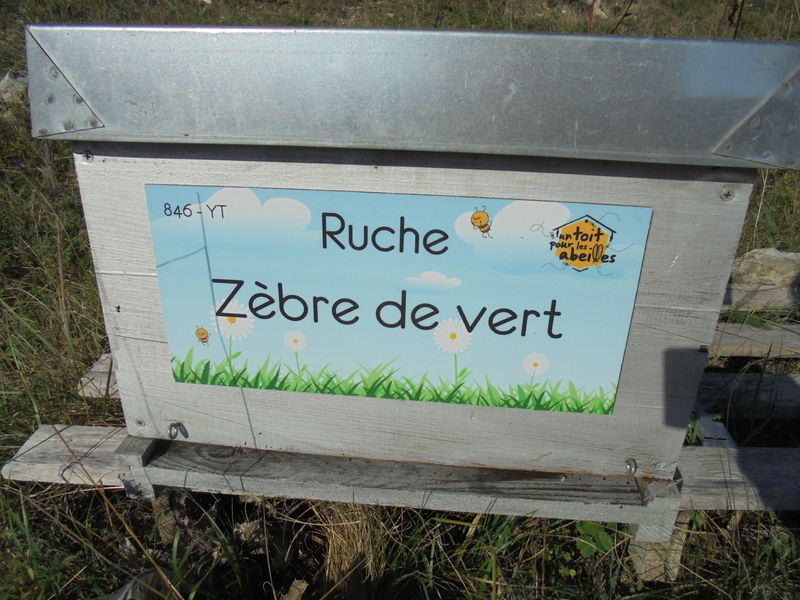 846 - YT
Ruche
un toit
pour les
abeilles
Zèbre de vert